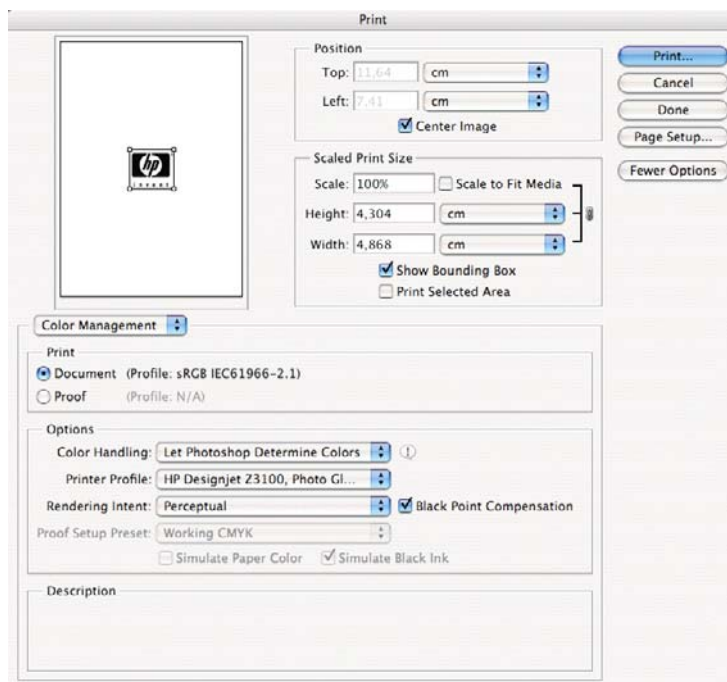 Print
hp
invent
Position
Top: 11,64 cm
Left: 7,41 cm
Center Image
Scaled Print Size
Scale: 100% Scale to Fit Media
Height: 4,304 cm
Width: 4,868 cm
Show Bounding Box
Print Selected Area
Print...
Cancel
Done
Page Setup...
Fewer Options
Color Management
Print
Document (Profile: sRGB IEC61966-2.1)
Proof (Profile: N/A)
Options
Color Handling: Let Photoshop Determine Colors
Printer Profile: HP Designjet Z3100, Photo Gl...
Rendering Intent: Perceptual Black Point Compensation
Proof Setup Preset: Working CMYK
Simulate Paper Color Simulate Black Ink
Description